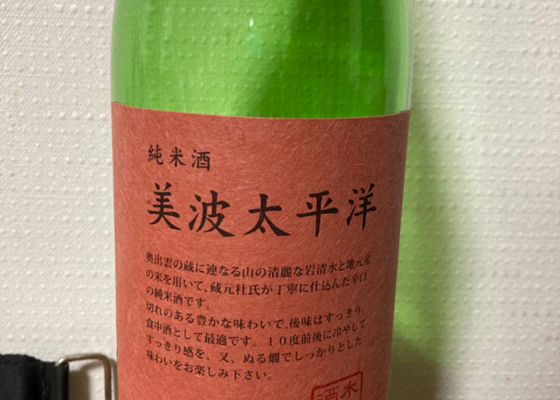 純米酒
美波太平洋
奥出雲の蔵に連なる山の清麗な岩清水と地元産
の米を用いて、蔵元杜氏が丁寧に仕込んだ辛口
の純米酒です。
切れのある豊かな味わいで、後味はすっきり、
食中酒として最適です。１０度前後に冷やして
すっきり感を、又、ぬる燗でしっかりとした
味わいをお楽しみ下さい。